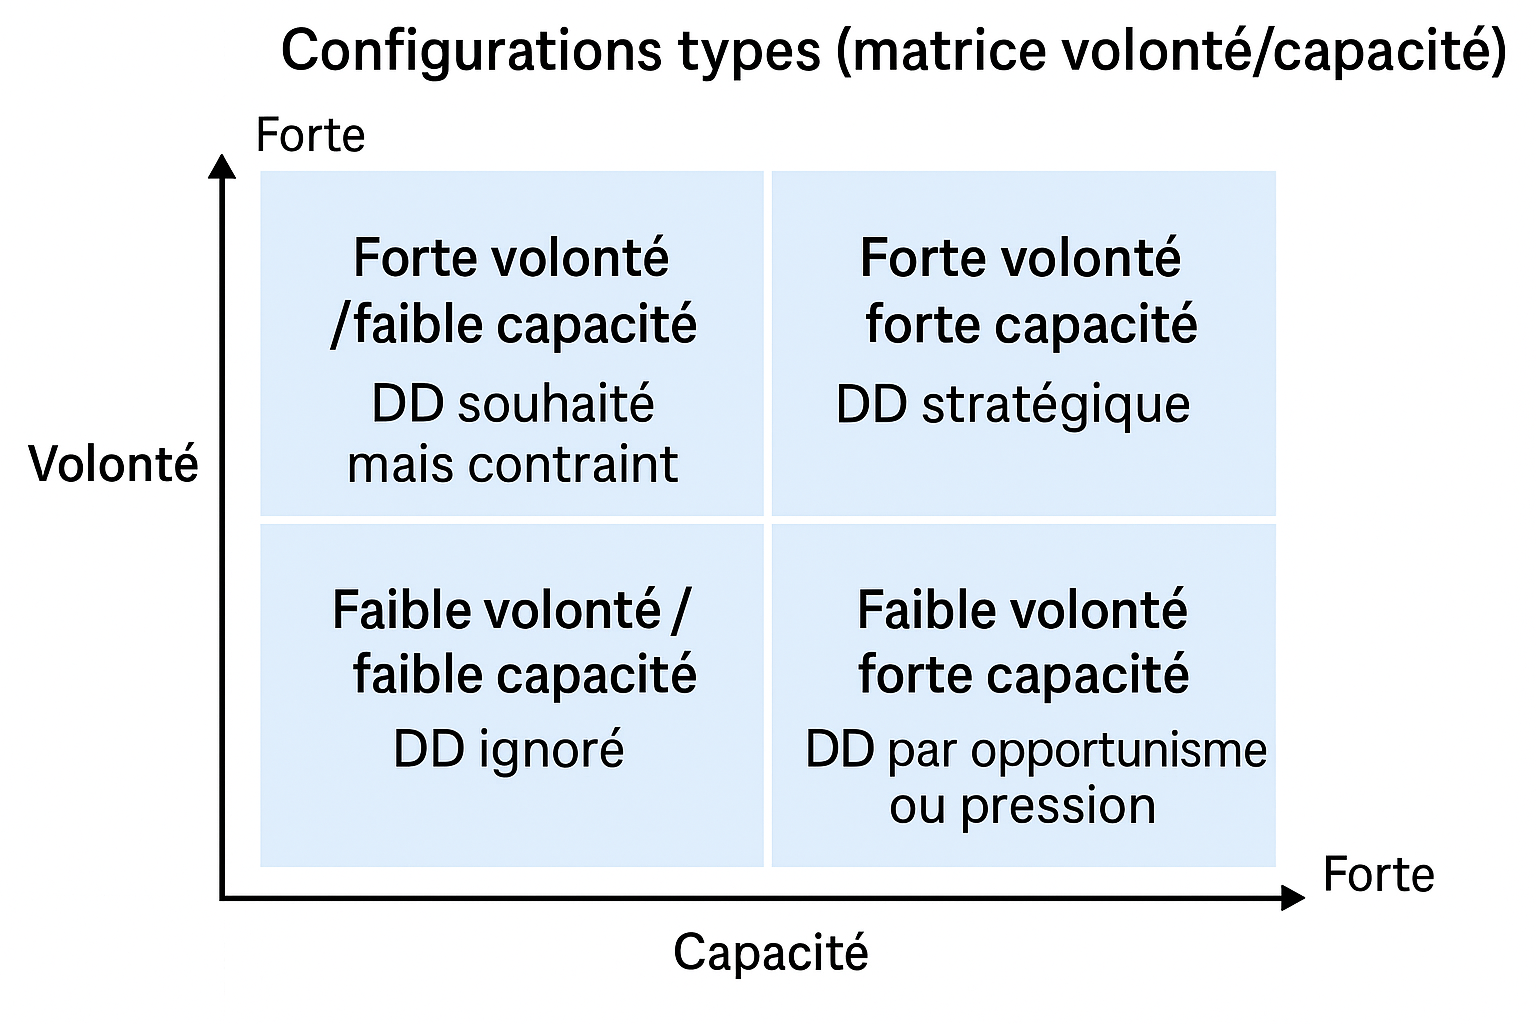 Configurations types (matrice volonté/capacité)
Forte
Forte volonté
/faible capacité
DD souhaité
mais contraint
Forte volonté
forte capacité
DD stratégique
Volonté
Faible volonté /
faible capacité
DD ignoré
Faible volonté
forte capacité
DD par opportunisme
ou pression
Forte
Capacité